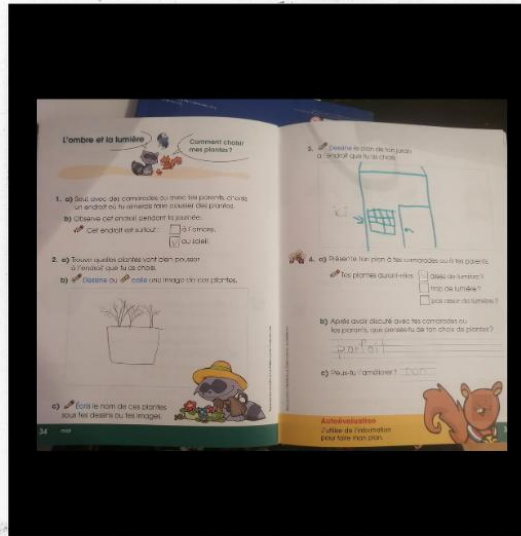 L'ombre et la lumière
Comment choisir
mes plantes?
1. a) Seul, avec des camarades ou avec tes parents, choisis
un endroit où tu aimerais faire pousser des plantes.
b) Observe cet endroit pendant la journée.
Cet endroit est surtout :
à l'ombre.
au soleil.
2. a) Trouve quelles plantes vont bien pousser
à l'endroit que tu as choisi.
b) Dessine ou colle une image de ces plantes.
c) Écris le nom de ces plantes
sous tes dessins ou tes images.
34
3. Dessine le plan de ton jardin
à l'endroit que tu as choisi.
ici
4. a) Présente ton plan à tes camarades ou à tes parents.
Tes plantes auront-elles
assez de lumière?
trop de lumière?
pas assez de lumière?
b) Après avoir discuté avec tes camarades ou
tes parents, que penses-tu de ton choix de plantes?
parfait
c) Peux-tu l'améliorer? non
Autoévaluation
J'utilise de l'information
pour faire mon plan.